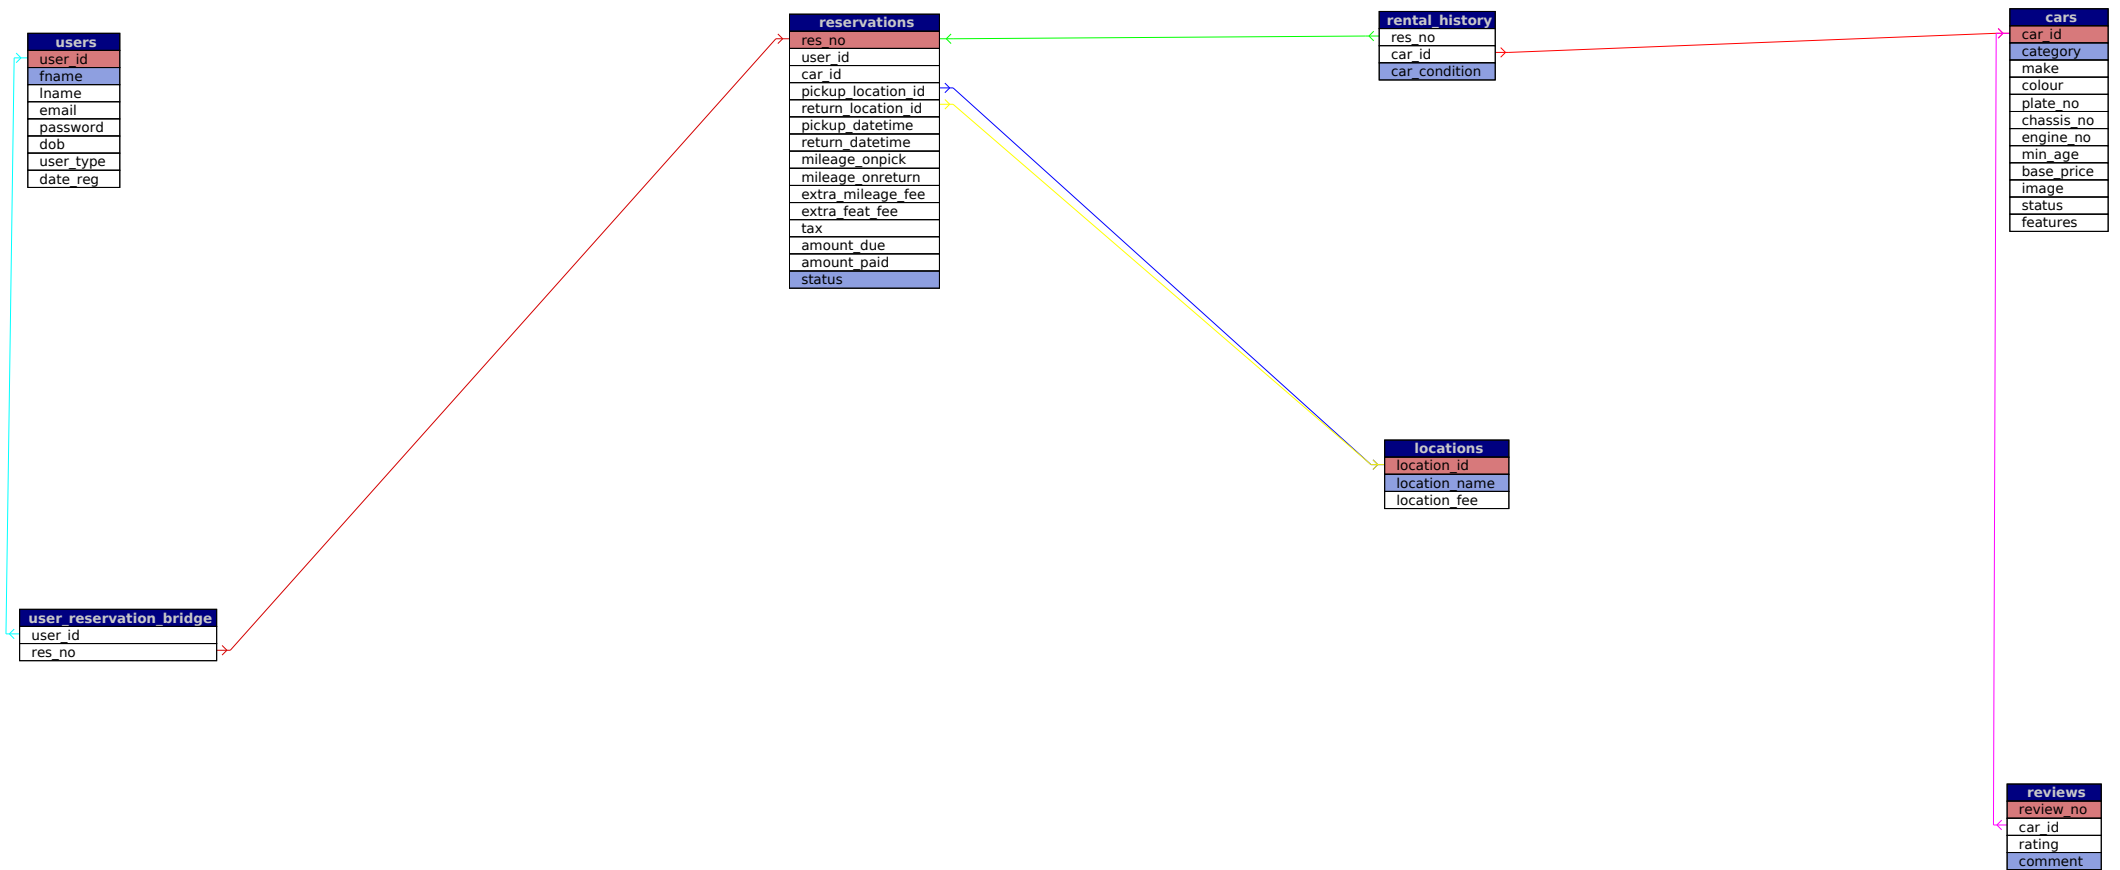 users
user_id
fname
lname
email
password
dob
user_type
date_reg
reservations
res_no
user_id
car_id
pickup_location_id
return_location_id
pickup_datetime
return_datetime
mileage_onpick
mileage_onreturn
extra_mileage_fee
extra_feat_fee
tax
amount_due
amount_paid
status
rental_history
res_no
car_id
car_condition
cars
car_id
category
make
colour
plate_no
chassis_no
engine_no
min_age
base_price
image
status
features
locations
location_id
location_name
location_fee
user_reservation_bridge
user_id
res_no
reviews
review_no
car_id
rating
comment